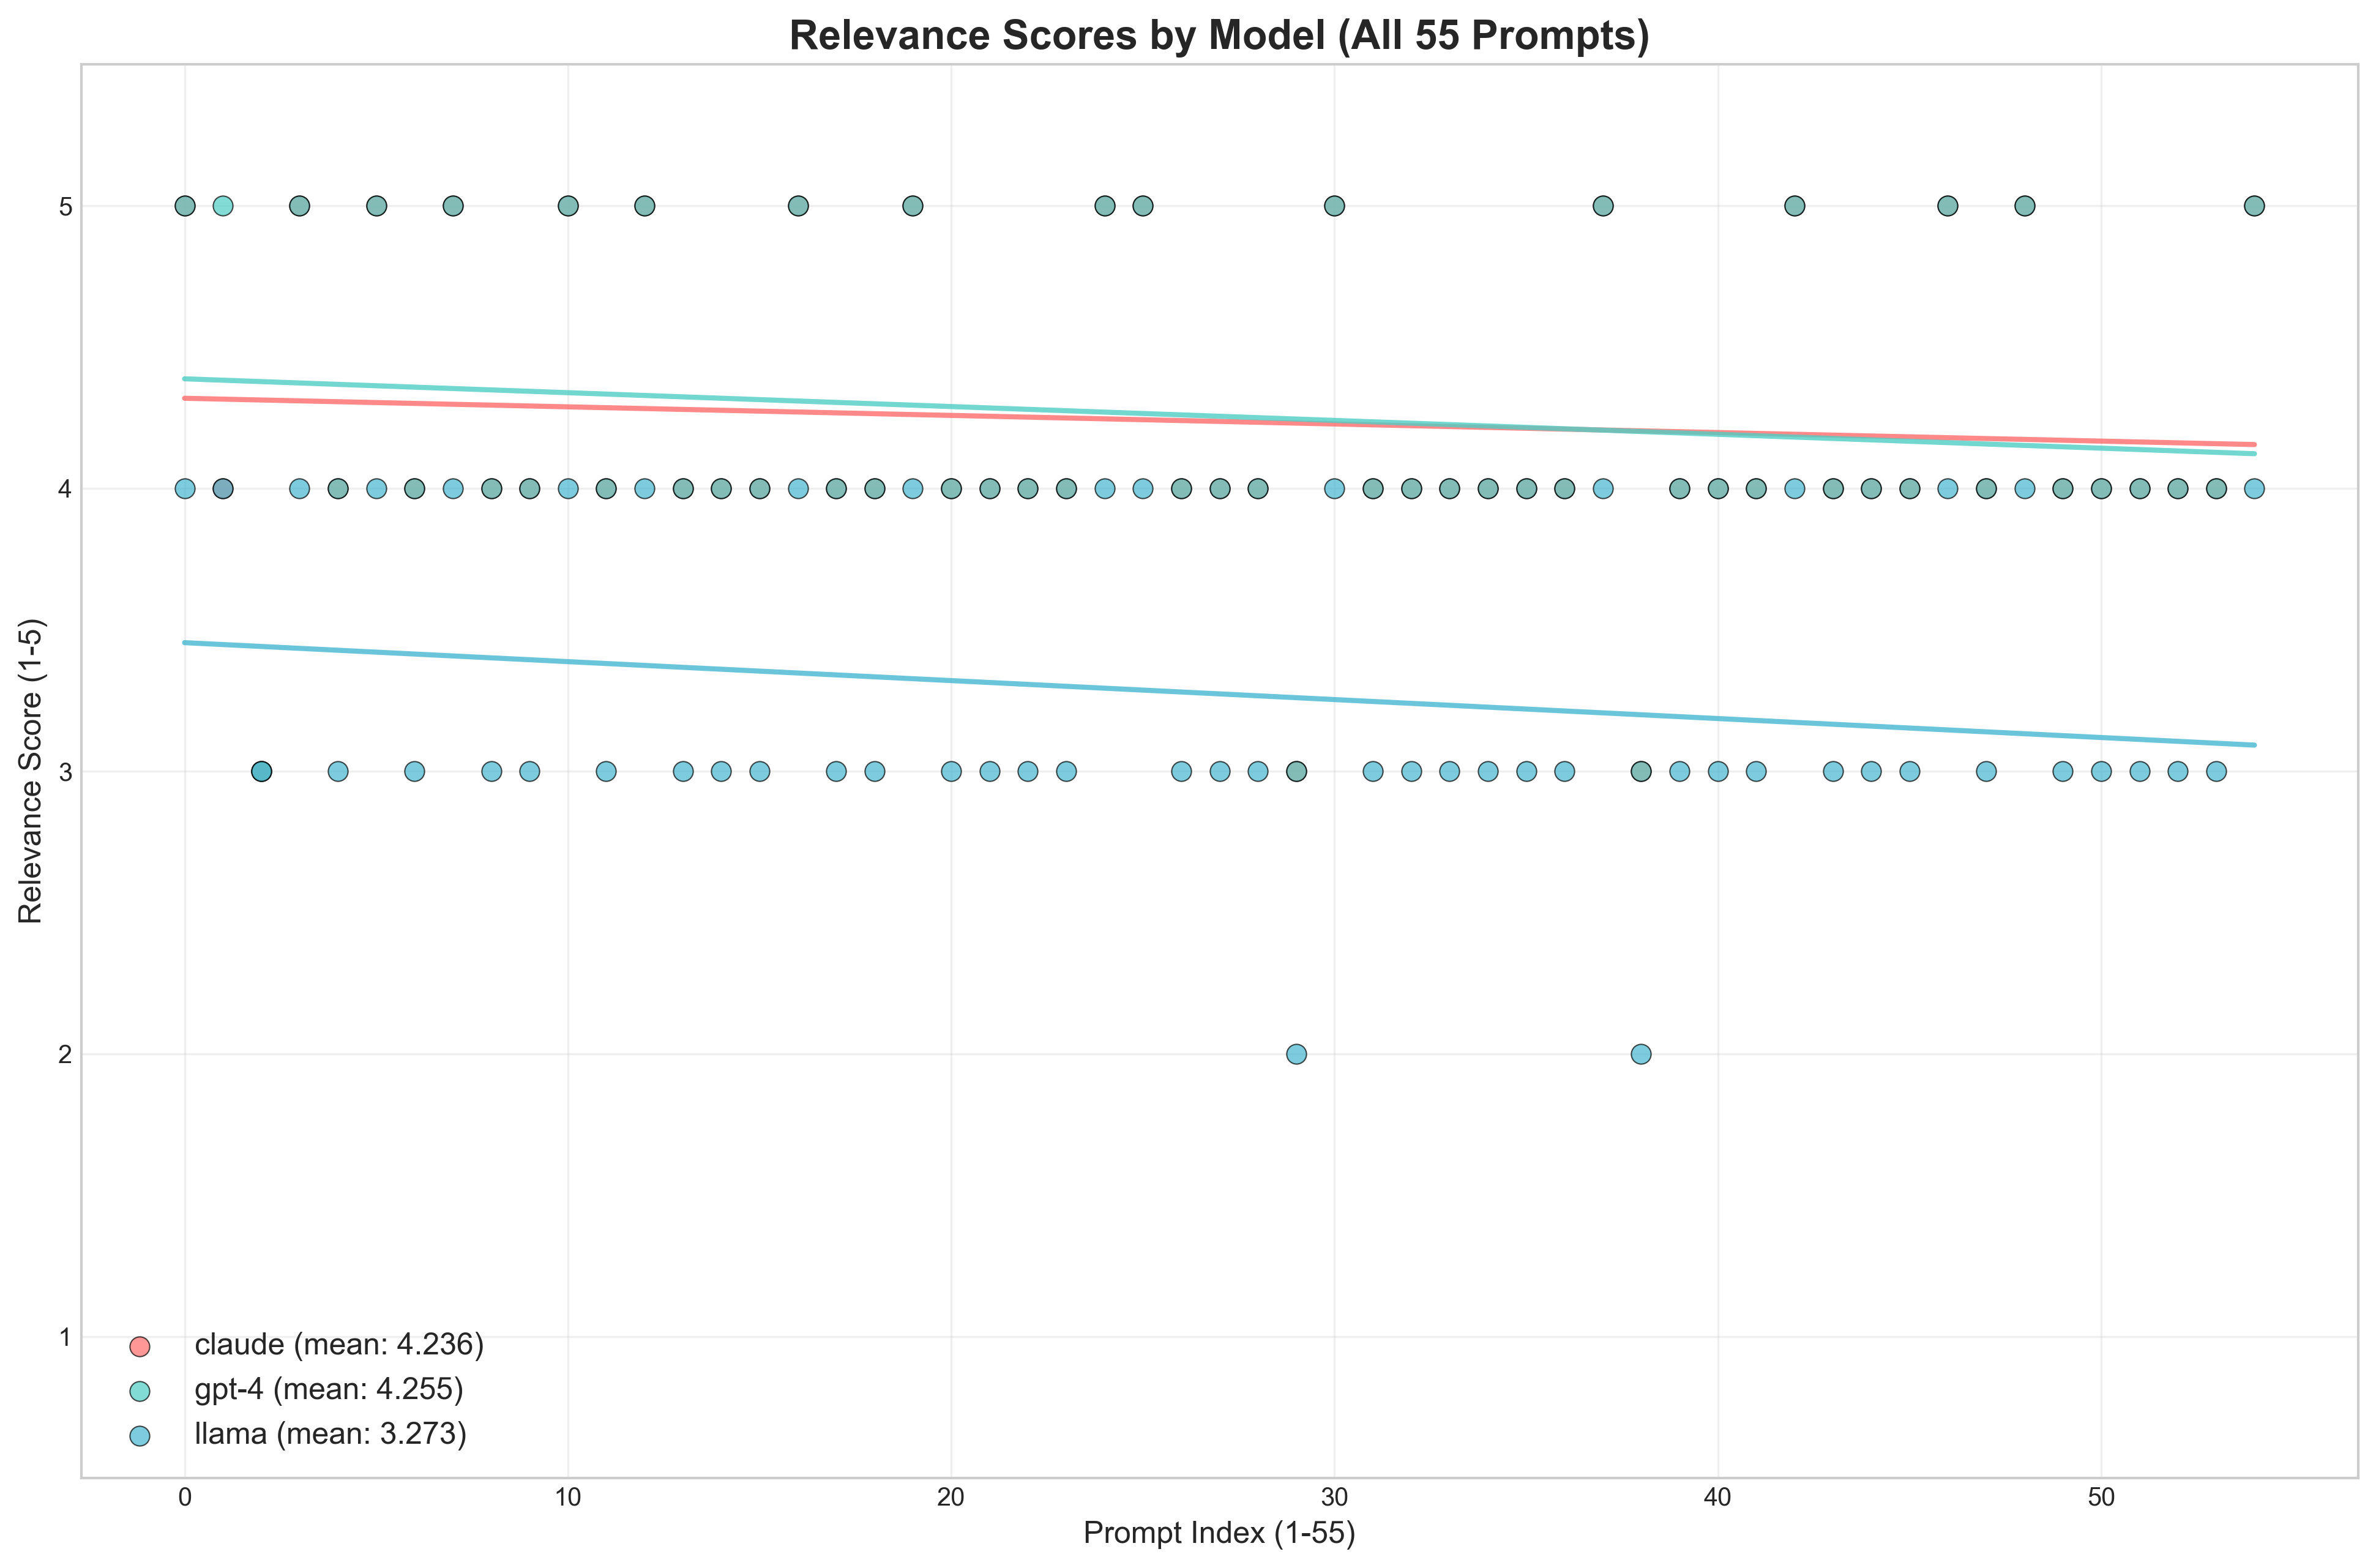 Relevance Scores by Model (All 55 Prompts)
Relevance Score (1-5)
5
4
3
2
1
claude (mean: 4.236)
gpt-4 (mean: 4.255)
llama (mean: 3.273)
0 10 20 30 40 50
Prompt Index (1-55)